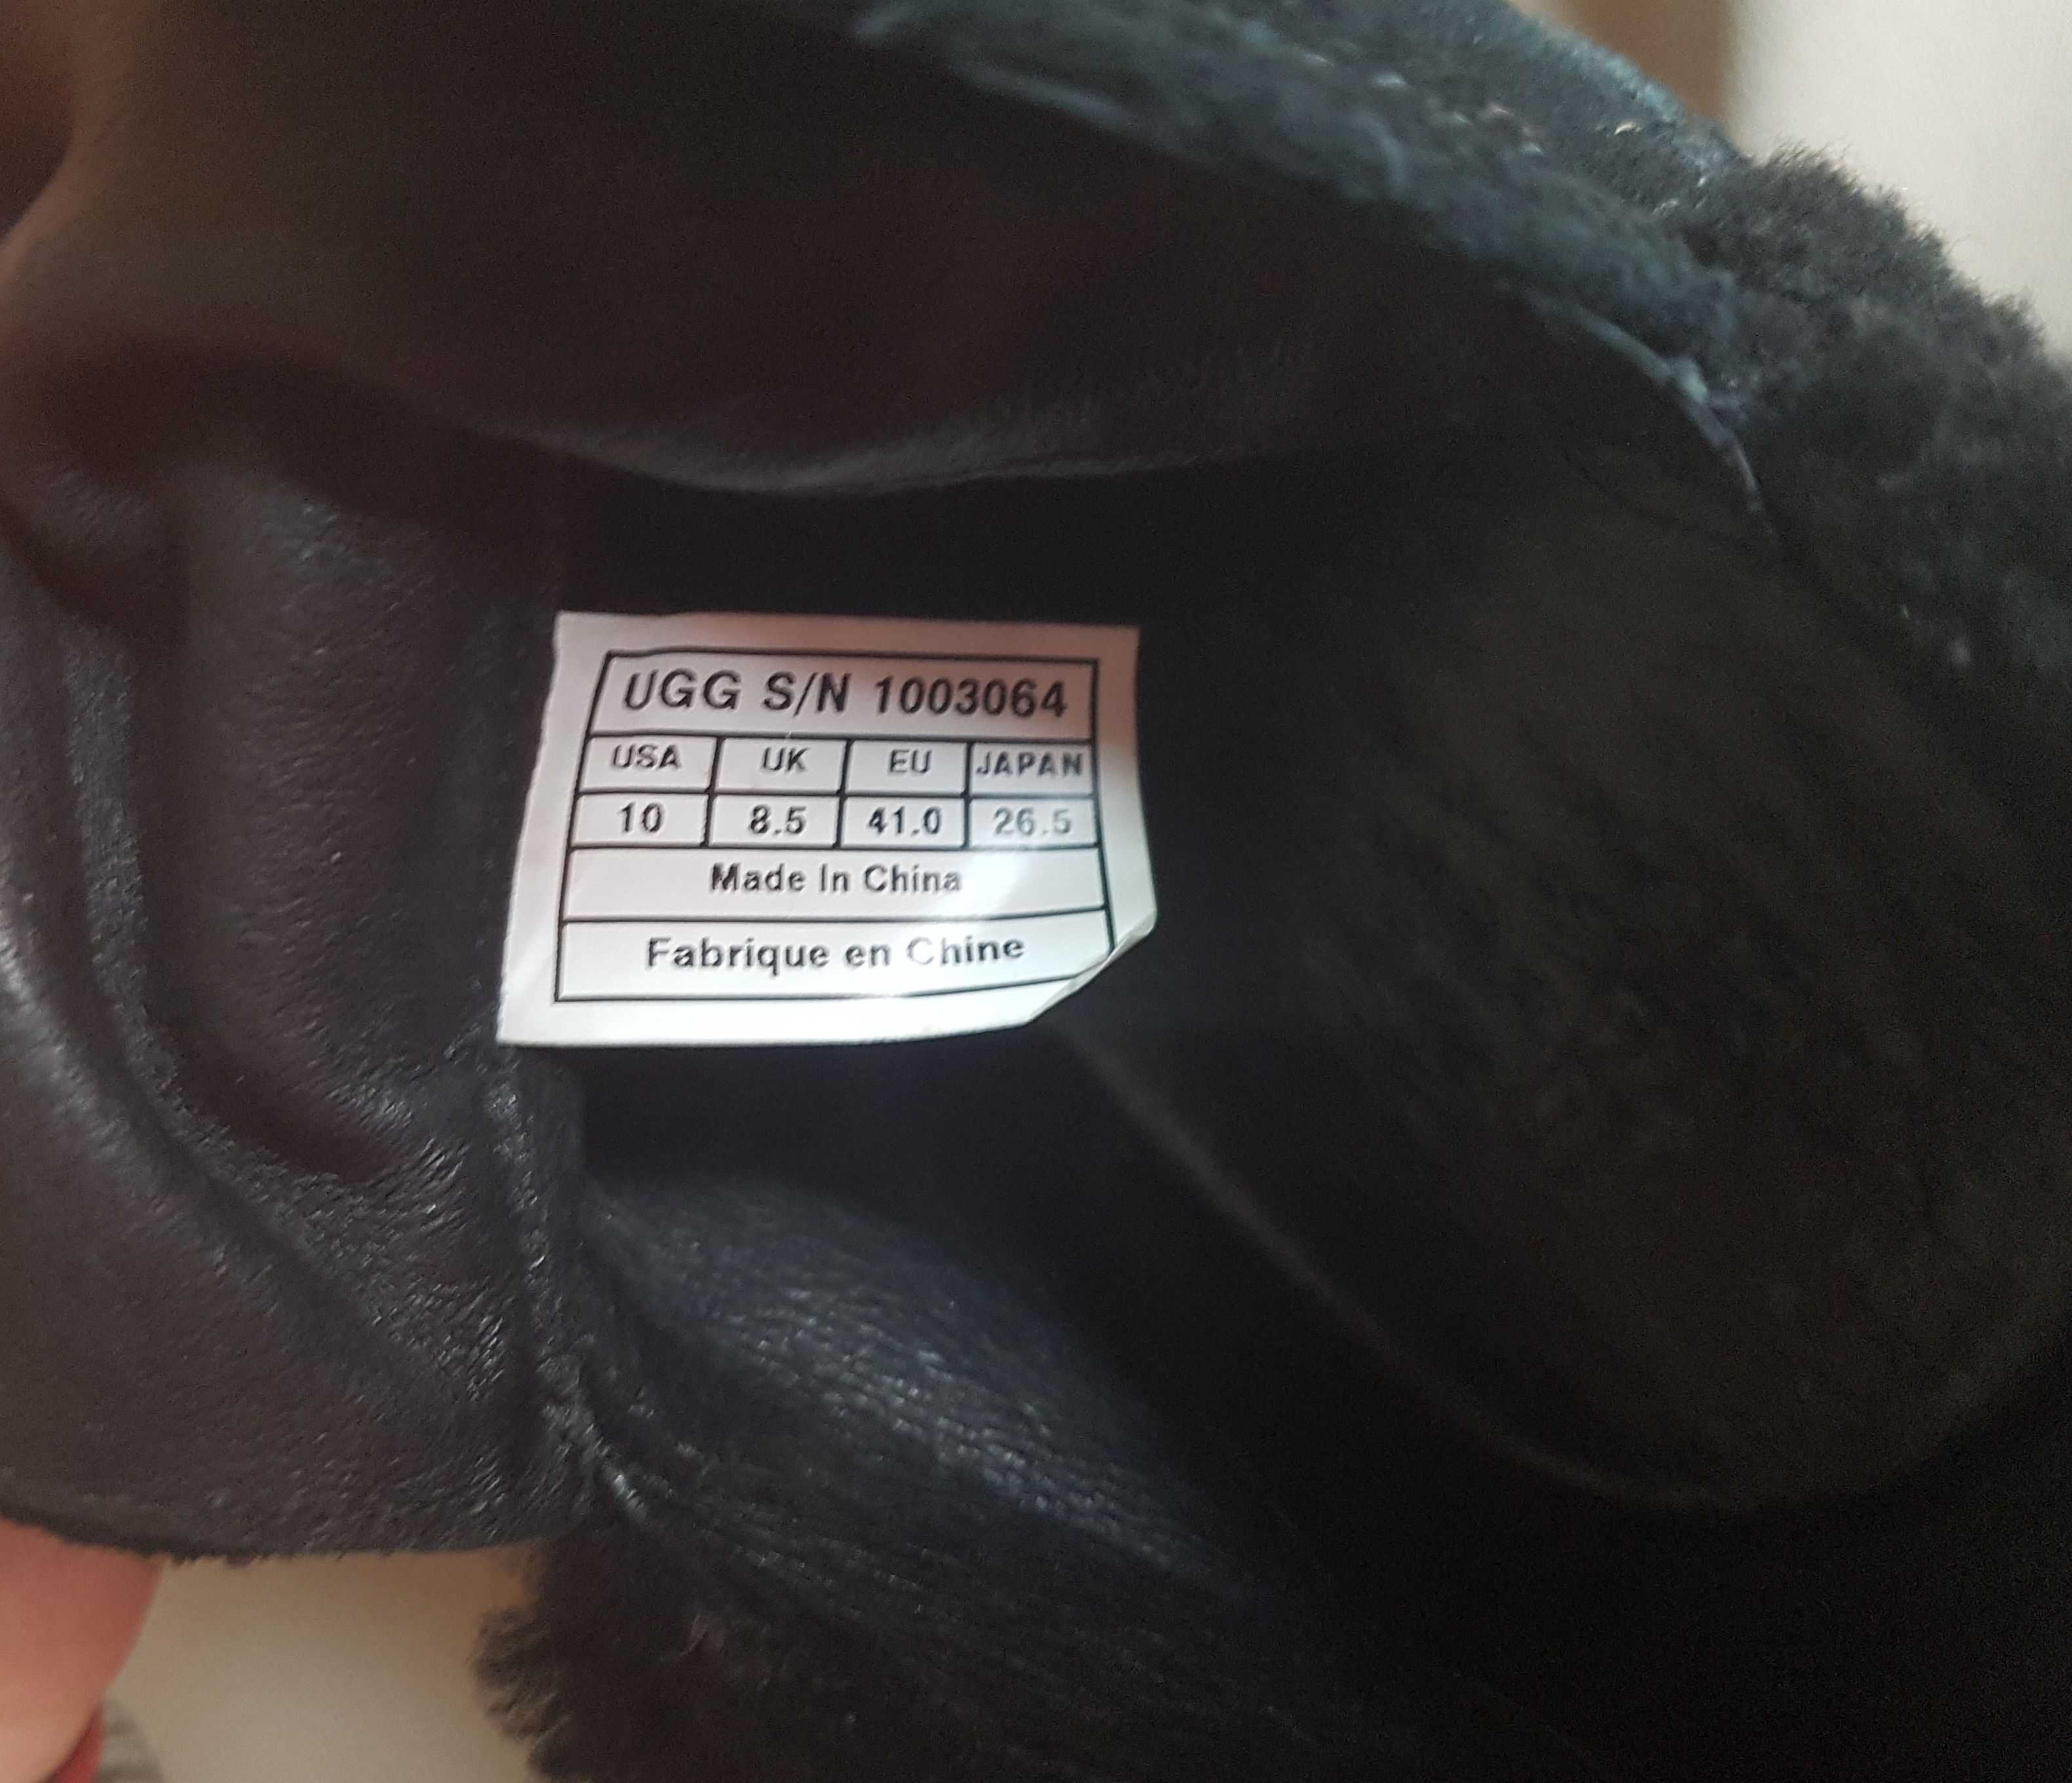 UGG S/N 1003064
USA UK EU JAPAN
10 8.5 41.0 26.5
Made In China
Fabrique en Chine